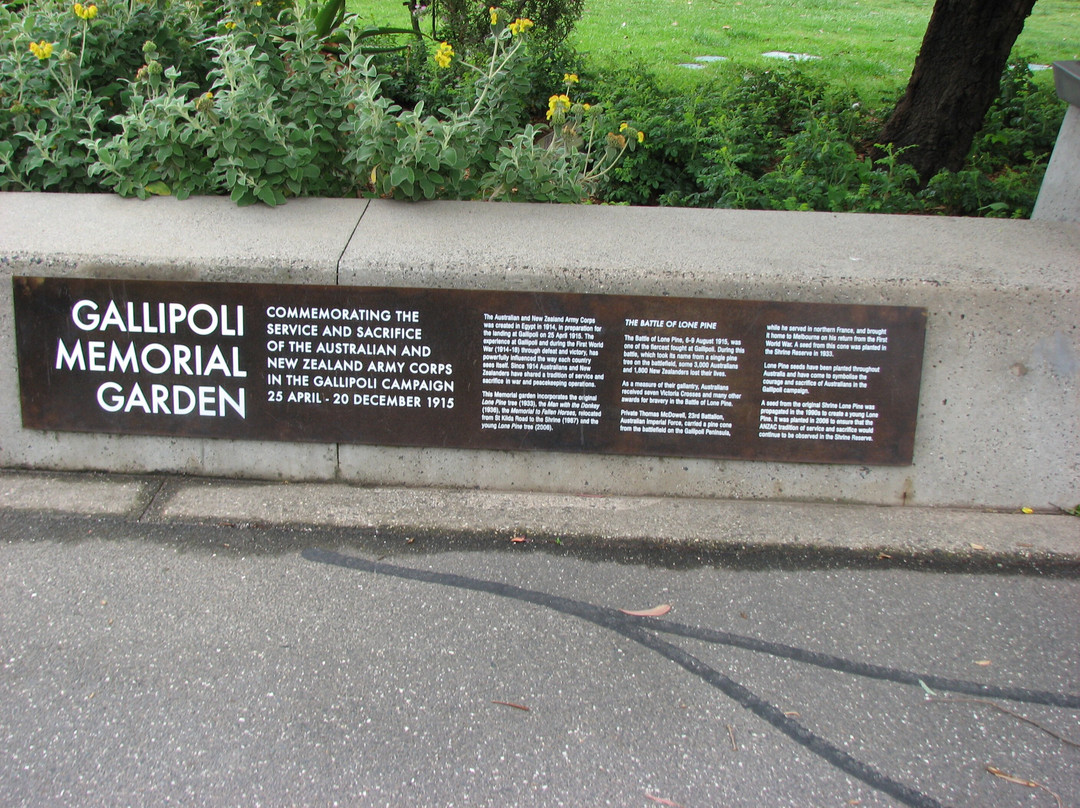 GALLIPOLI
MEMORIAL
GARDEN
COMMEMORATING THE
SERVICE AND SACRIFICE
OF THE AUSTRALIAN AND
NEW ZEALAND ARMY CORPS
IN THE GALLIPOLI CAMPAIGN
25 APRIL - 20 DECEMBER 1915
The Australian and New Zealand Army Corps
was created in Egypt in 1914, in preparation for
the landing at Gallipoli on 25 April 1915. The
experience at Gallipoli and during the First World
War (1914-18) through defeat and victory, has
powerfully influenced the way each country
sees itself. Since 1914 Australians and New
Zealanders have shared a tradition of service and
sacrifice in war and peacekeeping operations.
This Memorial garden incorporates the original
Lone Pine tree (1933), the Man with the Donkey
(1936), the Memorial to Fallen Horses, relocated
from St Kilda Road to the Shrine (1967) and the
young Lone Pine tree (2006).
THE BATTLE OF LONE PINE
The Battle of Lone Pine, 6-9 August 1915, was
one of the fiercest fought at Gallipoli. During this
battle, which took its name from a single pine
tree on the battlefield, some 3,000 Australians
and 1,800 New Zealanders lost their lives.
As a measure of their gallantry, Australians
received seven Victoria Crosses and many other
awards for bravery in the Battle of Lone Pine.
Private Thomas McDowell, 23rd Battalion,
Australian Imperial Force, carried a pine cone
from the battlefield on the Gallipoli Peninsula,
while he served in northern France, and brought
it home to Melbourne on his return from the First
World War. A seed from this cone was planted in
the Shrine Reserve in 1933.
Lone Pine seeds have been planted throughout
Australia and have come to symbolize the
courage and sacrifice of Australians in the
Gallipoli campaign.
A seed from the original Shrine Lone Pine was
propagated in the 1990s to create a young Lone
Pine. It was planted in 2006 to ensure that the
ANZAC tradition of service and sacrifice would
continue to be observed in the Shrine Reserve.